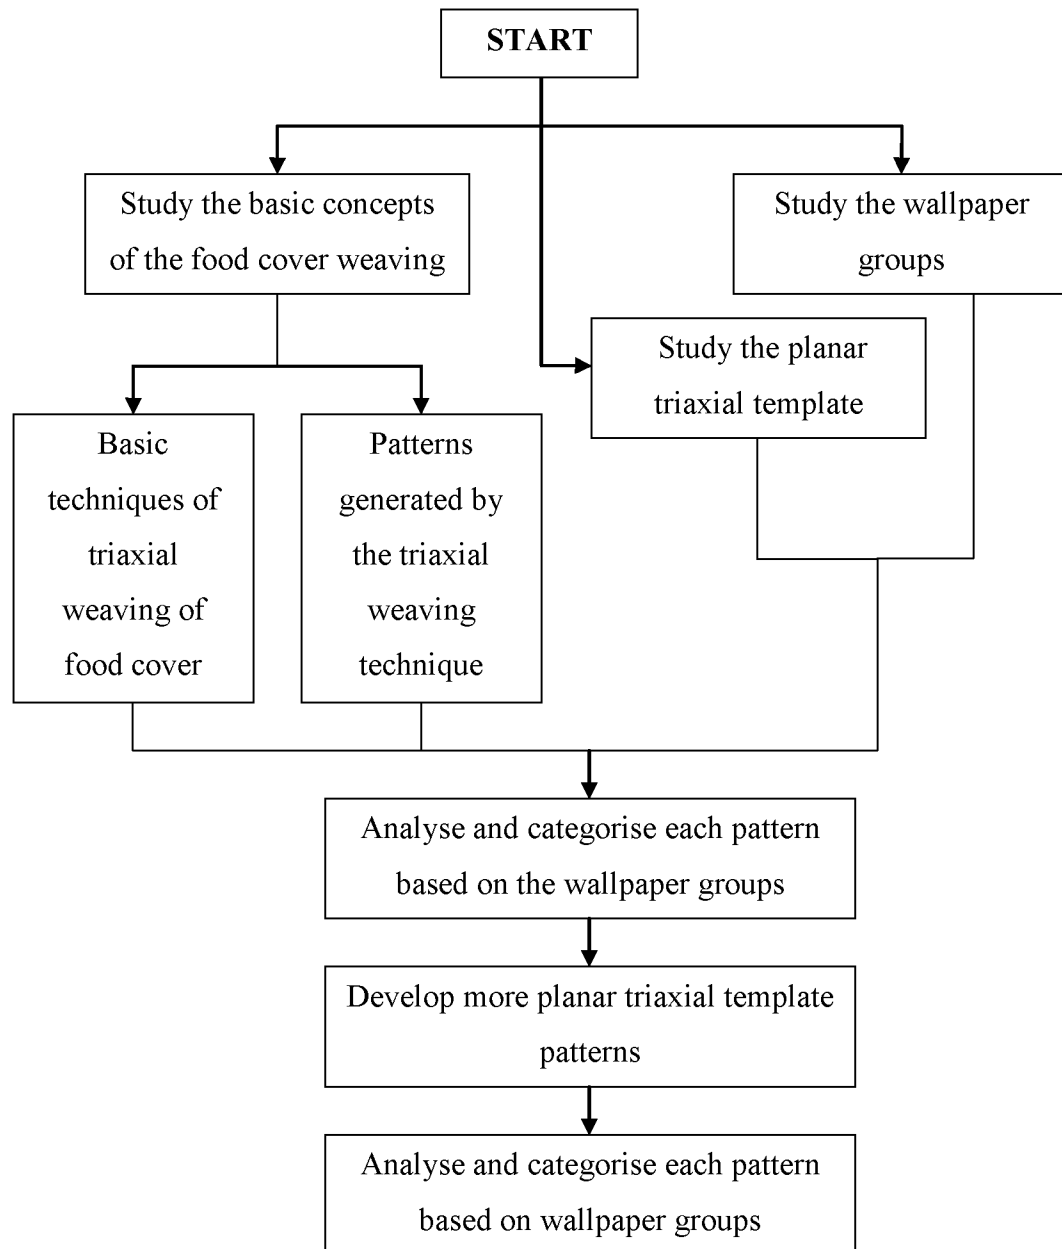 START
Study the basic concepts
of the food cover weaving
Study the wallpaper
groups
Study the planar
triaxial template
Basic
techniques of
triaxial
weaving of
food cover
Patterns
generated by
the triaxial
weaving
technique
Analyse and categorise each pattern
based on the wallpaper groups
Develop more planar triaxial template
patterns
Analyse and categorise each pattern
based on wallpaper groups